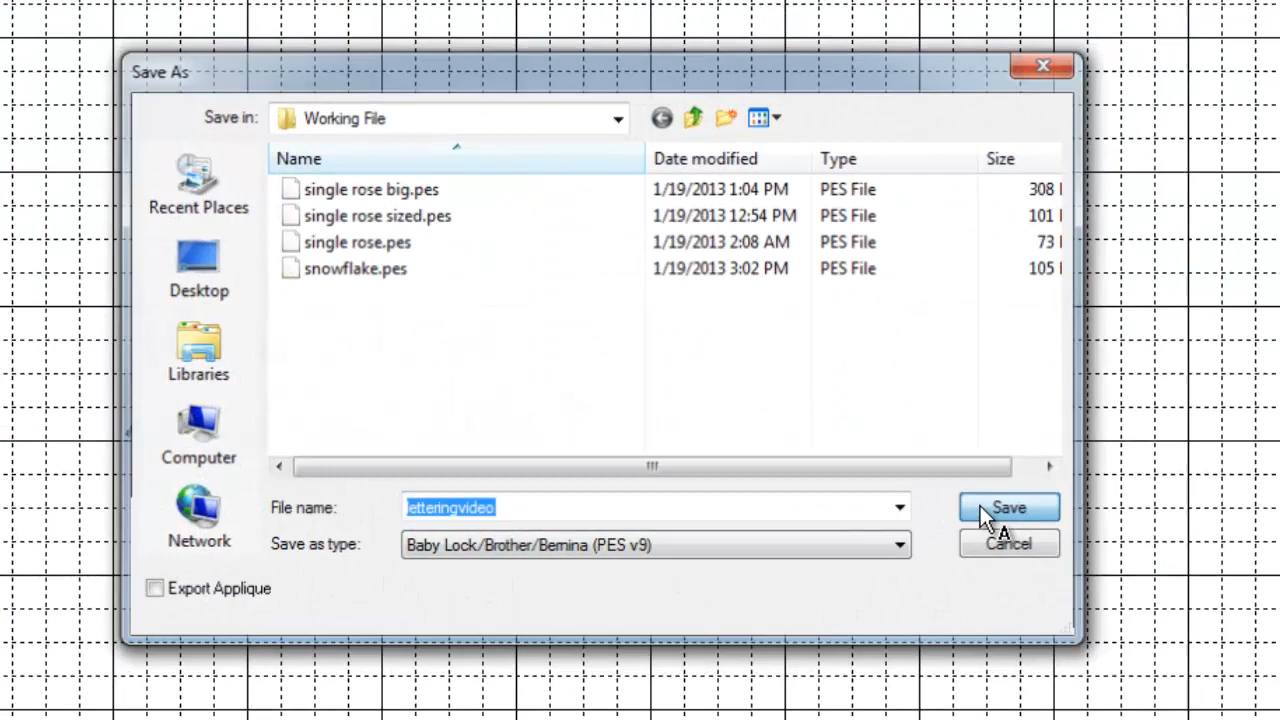 Save As
Save in: Working File
Name Date modified Type Size
single rose big.pes 1/19/2013 1:04 PM PES File 308
single rose sized.pes 1/19/2013 12:54 PM PES File 101
single rose.pes 1/19/2013 2:08 AM PES File 73
snowflake.pes 1/19/2013 3:02 PM PES File 105
Recent Places
Desktop
Libraries
Computer
Network
File name: letteringvideo Save
Save as type: Baby Lock/Brother/Bernina (PES v9) Cancel
Export Applique
A